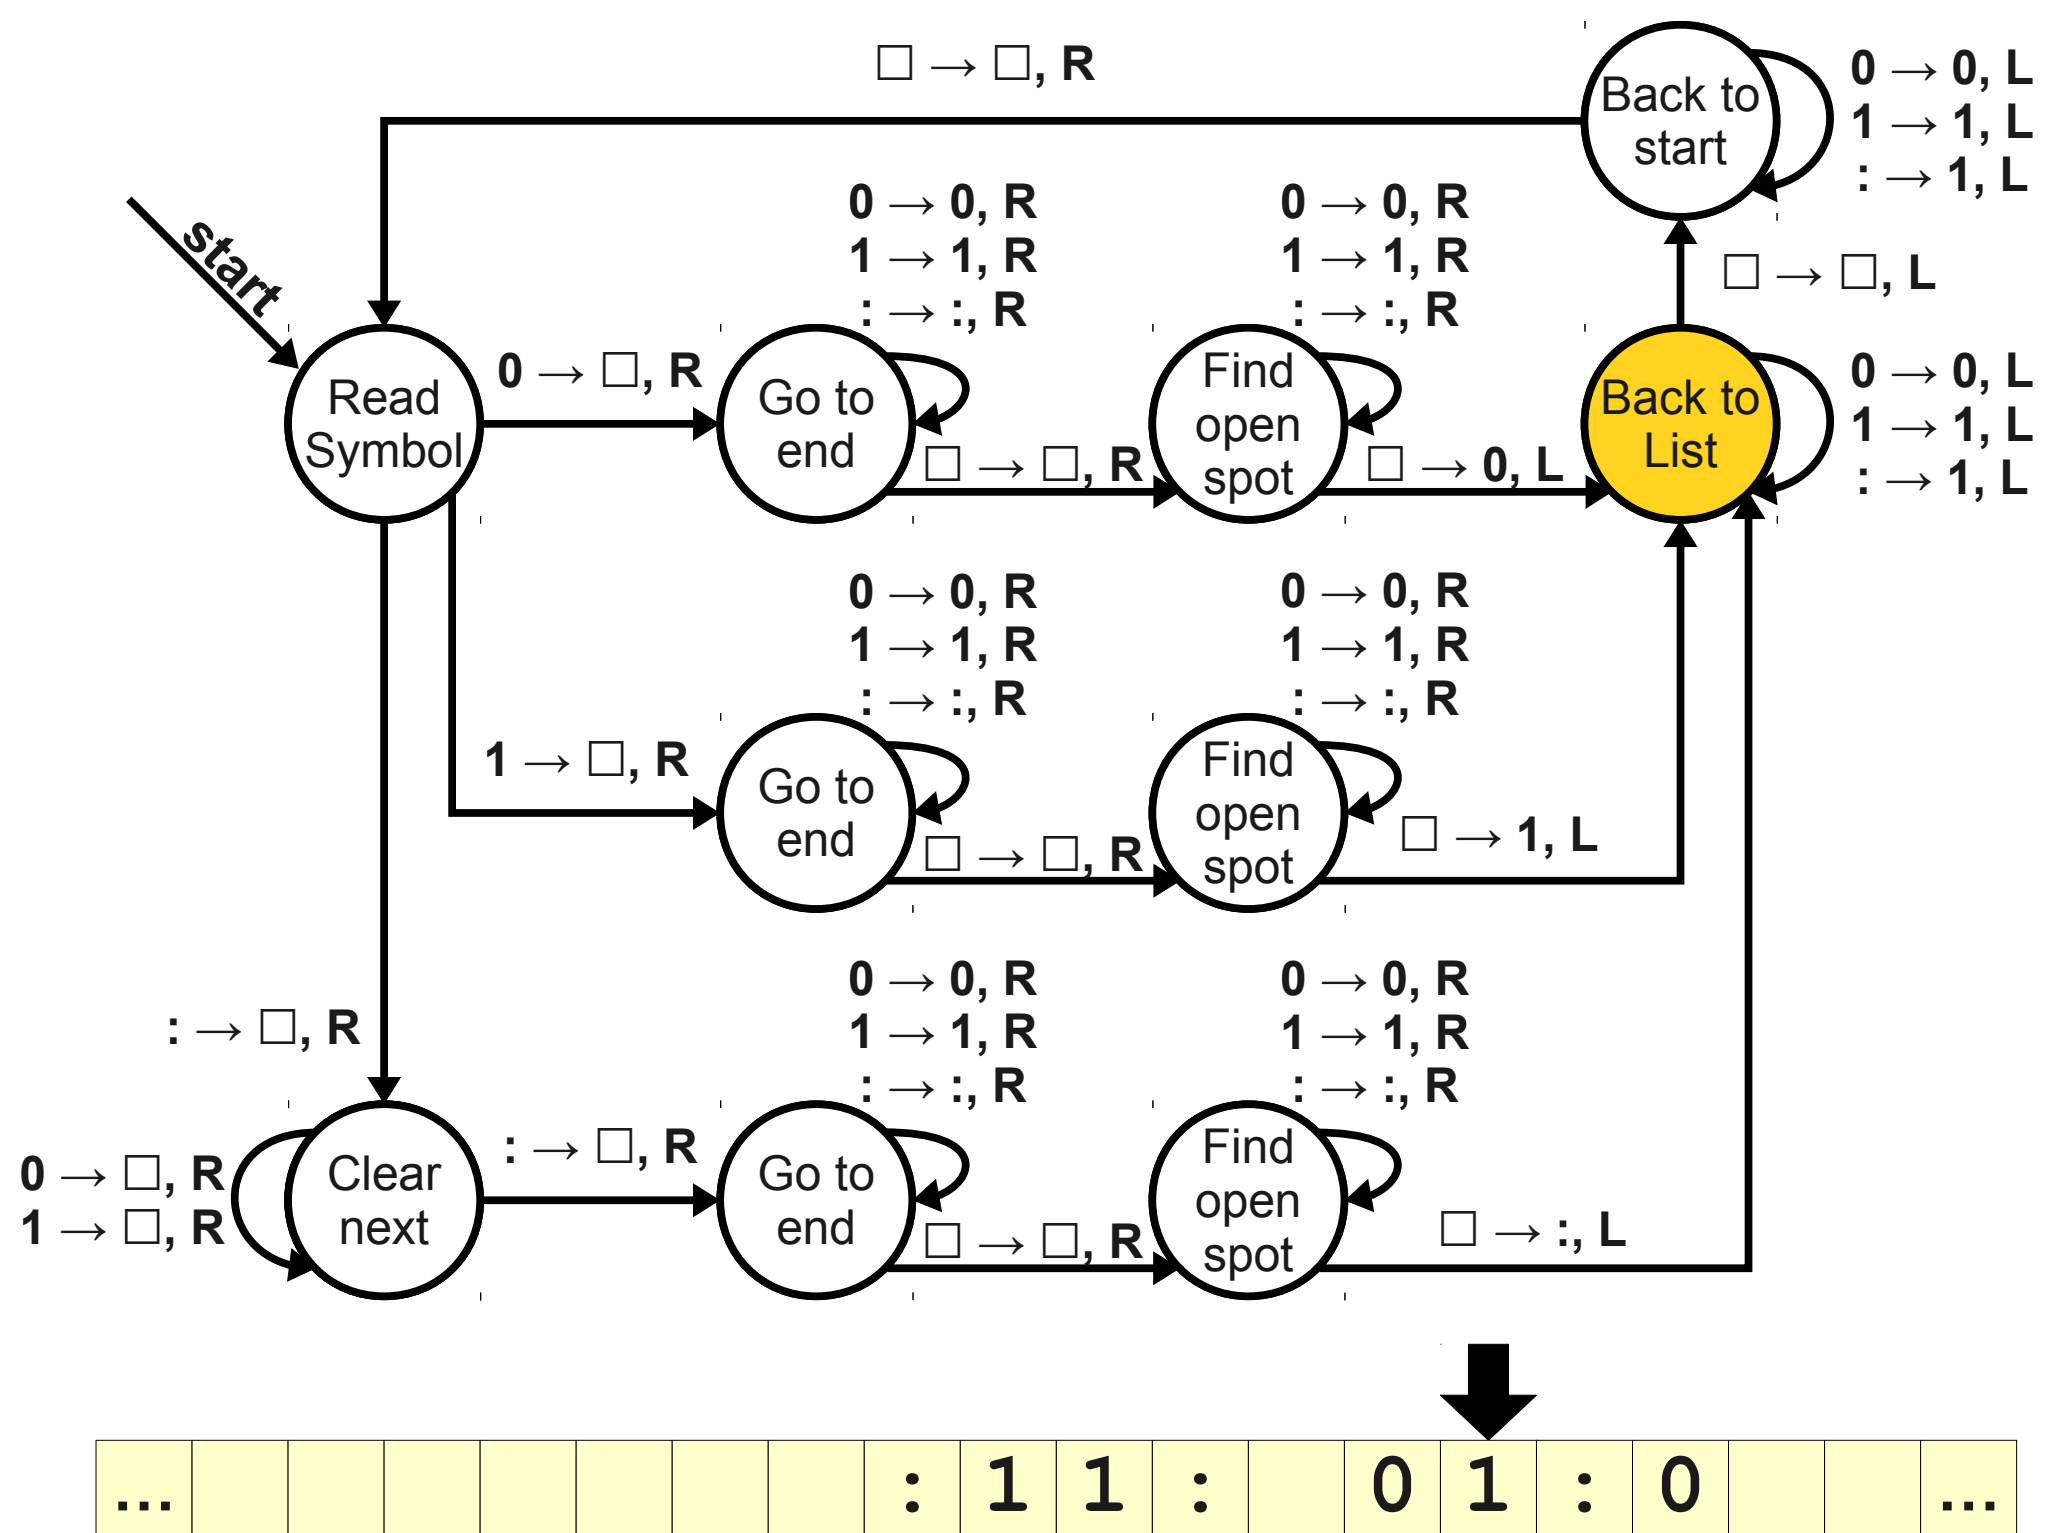 □ → □, R
Back to
start
0 → 0, L
1 → 1, L
: → 1, L
start
0 → 0, R
1 → 1, R
: → :, R
0 → 0, R
1 → 1, R
: → :, R
□ → □, L
Read
Symbol
0 → □, R
Go to
end
□ → □, R
Find
open
spot
□ → 0, L
Back to
List
0 → 0, L
1 → 1, L
: → 1, L
0 → 0, R
1 → 1, R
: → :, R
0 → 0, R
1 → 1, R
: → :, R
1 → □, R
Go to
end
□ → □, R
Find
open
spot
□ → 1, L
0 → 0, R
1 → 1, R
: → :, R
0 → 0, R
1 → 1, R
: → :, R
: → □, R
0 → □, R
1 → □, R
Clear
next
: → □, R
Go to
end
□ → □, R
Find
open
spot
□ → :, L
... : 1 1 : 0 1 : 0 ...